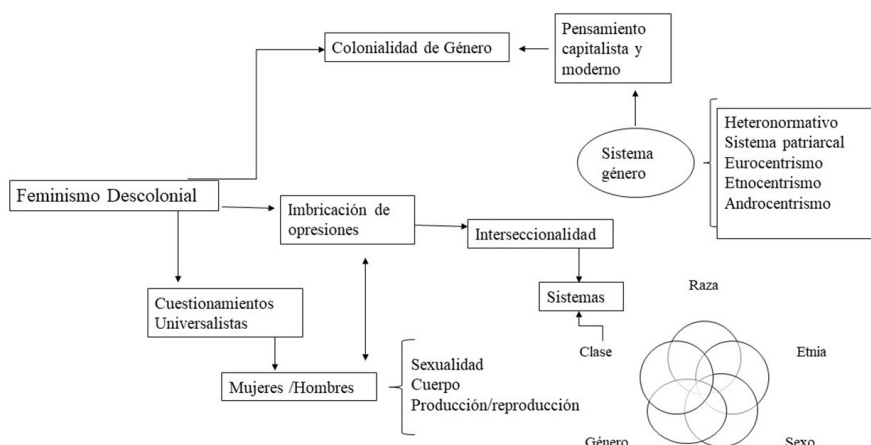 Colonialidad de Género
Pensamiento
capitalista y
moderno
Sistema
género
Heteronormativo
Sistema patriarcal
Eurocentrismo
Etnocentrismo
Androcentrismo
Feminismo Descolonial
Imbricación de
opresiones
Interseccionalidad
Cuestionamientos
Universalistas
Sistemas
Mujeres /Hombres
Sexualidad
Cuerpo
Producción/reproducción
Raza
Clase
Etnia
Género
Sexo